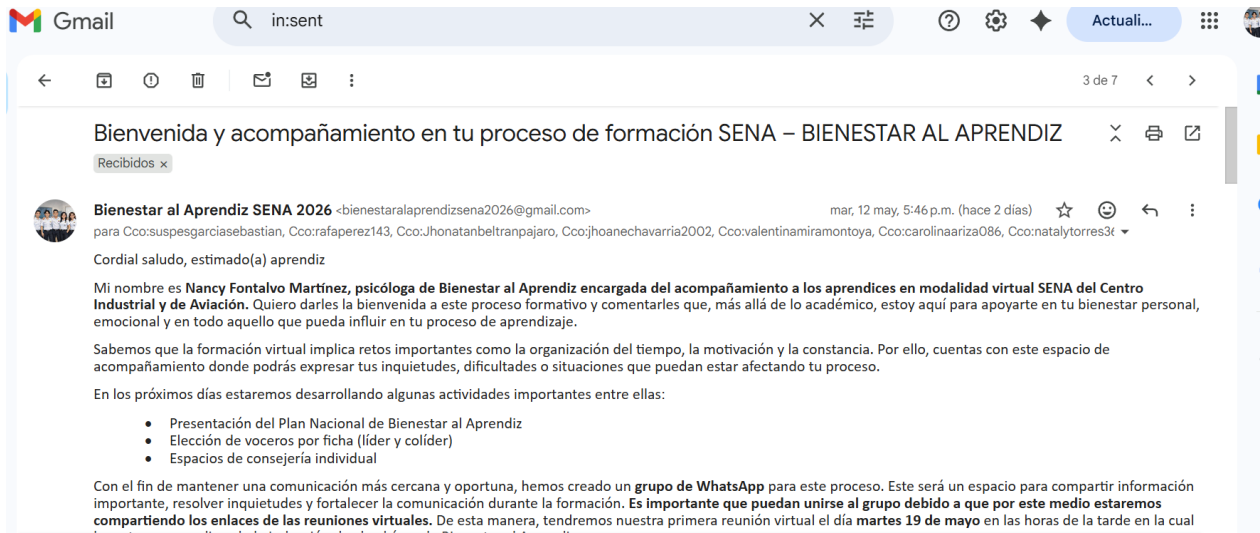 Gmail
in:sent
Actuali...
3 de 7
Bienvenida y acompañamiento en tu proceso de formación SENA – BIENESTAR AL APRENDIZ
Recibidos x
Bienestar al Aprendiz SENA 2026 <bienestaralaprendizsena2026@gmail.com>
mar, 12 may, 5:46 p.m. (hace 2 días)
para Cco:suspesgarciasebastian, Cco:rafaperez143, Cco:Jhonatanbeltranpajaro, Cco:jhoanechavarria2002, Cco:valentinamiramontoya, Cco:carolinaariza086, Cco:natalytorres36
Cordial saludo, estimado(a) aprendiz
Mi nombre es Nancy Fontalvo Martínez, psicóloga de Bienestar al Aprendiz encargada del acompañamiento a los aprendices en modalidad virtual SENA del Centro
Industrial y de Aviación. Quiero darles la bienvenida a este proceso formativo y comentarles que, más allá de lo académico, estoy aquí para apoyarte en tu bienestar personal,
emocional y en todo aquello que pueda influir en tu proceso de aprendizaje.
Sabemos que la formación virtual implica retos importantes como la organización del tiempo, la motivación y la constancia. Por ello, cuentas con este espacio de
acompañamiento donde podrás expresar tus inquietudes, dificultades o situaciones que puedan estar afectando tu proceso.
En los próximos días estaremos desarrollando algunas actividades importantes entre ellas:
• Presentación del Plan Nacional de Bienestar al Aprendiz
• Elección de voceros por ficha (líder y colíder)
• Espacios de consejería individual
Con el fin de mantener una comunicación más cercana y oportuna, hemos creado un grupo de WhatsApp para este proceso. Este será un espacio para compartir información
importante, resolver inquietudes y fortalecer la comunicación durante la formación. Es importante que puedan unirse al grupo debido a que por este medio estaremos
compartiendo los enlaces de las reuniones virtuales. De esta manera, tendremos nuestra primera reunión virtual el día martes 19 de mayo en las horas de la tarde en la cual